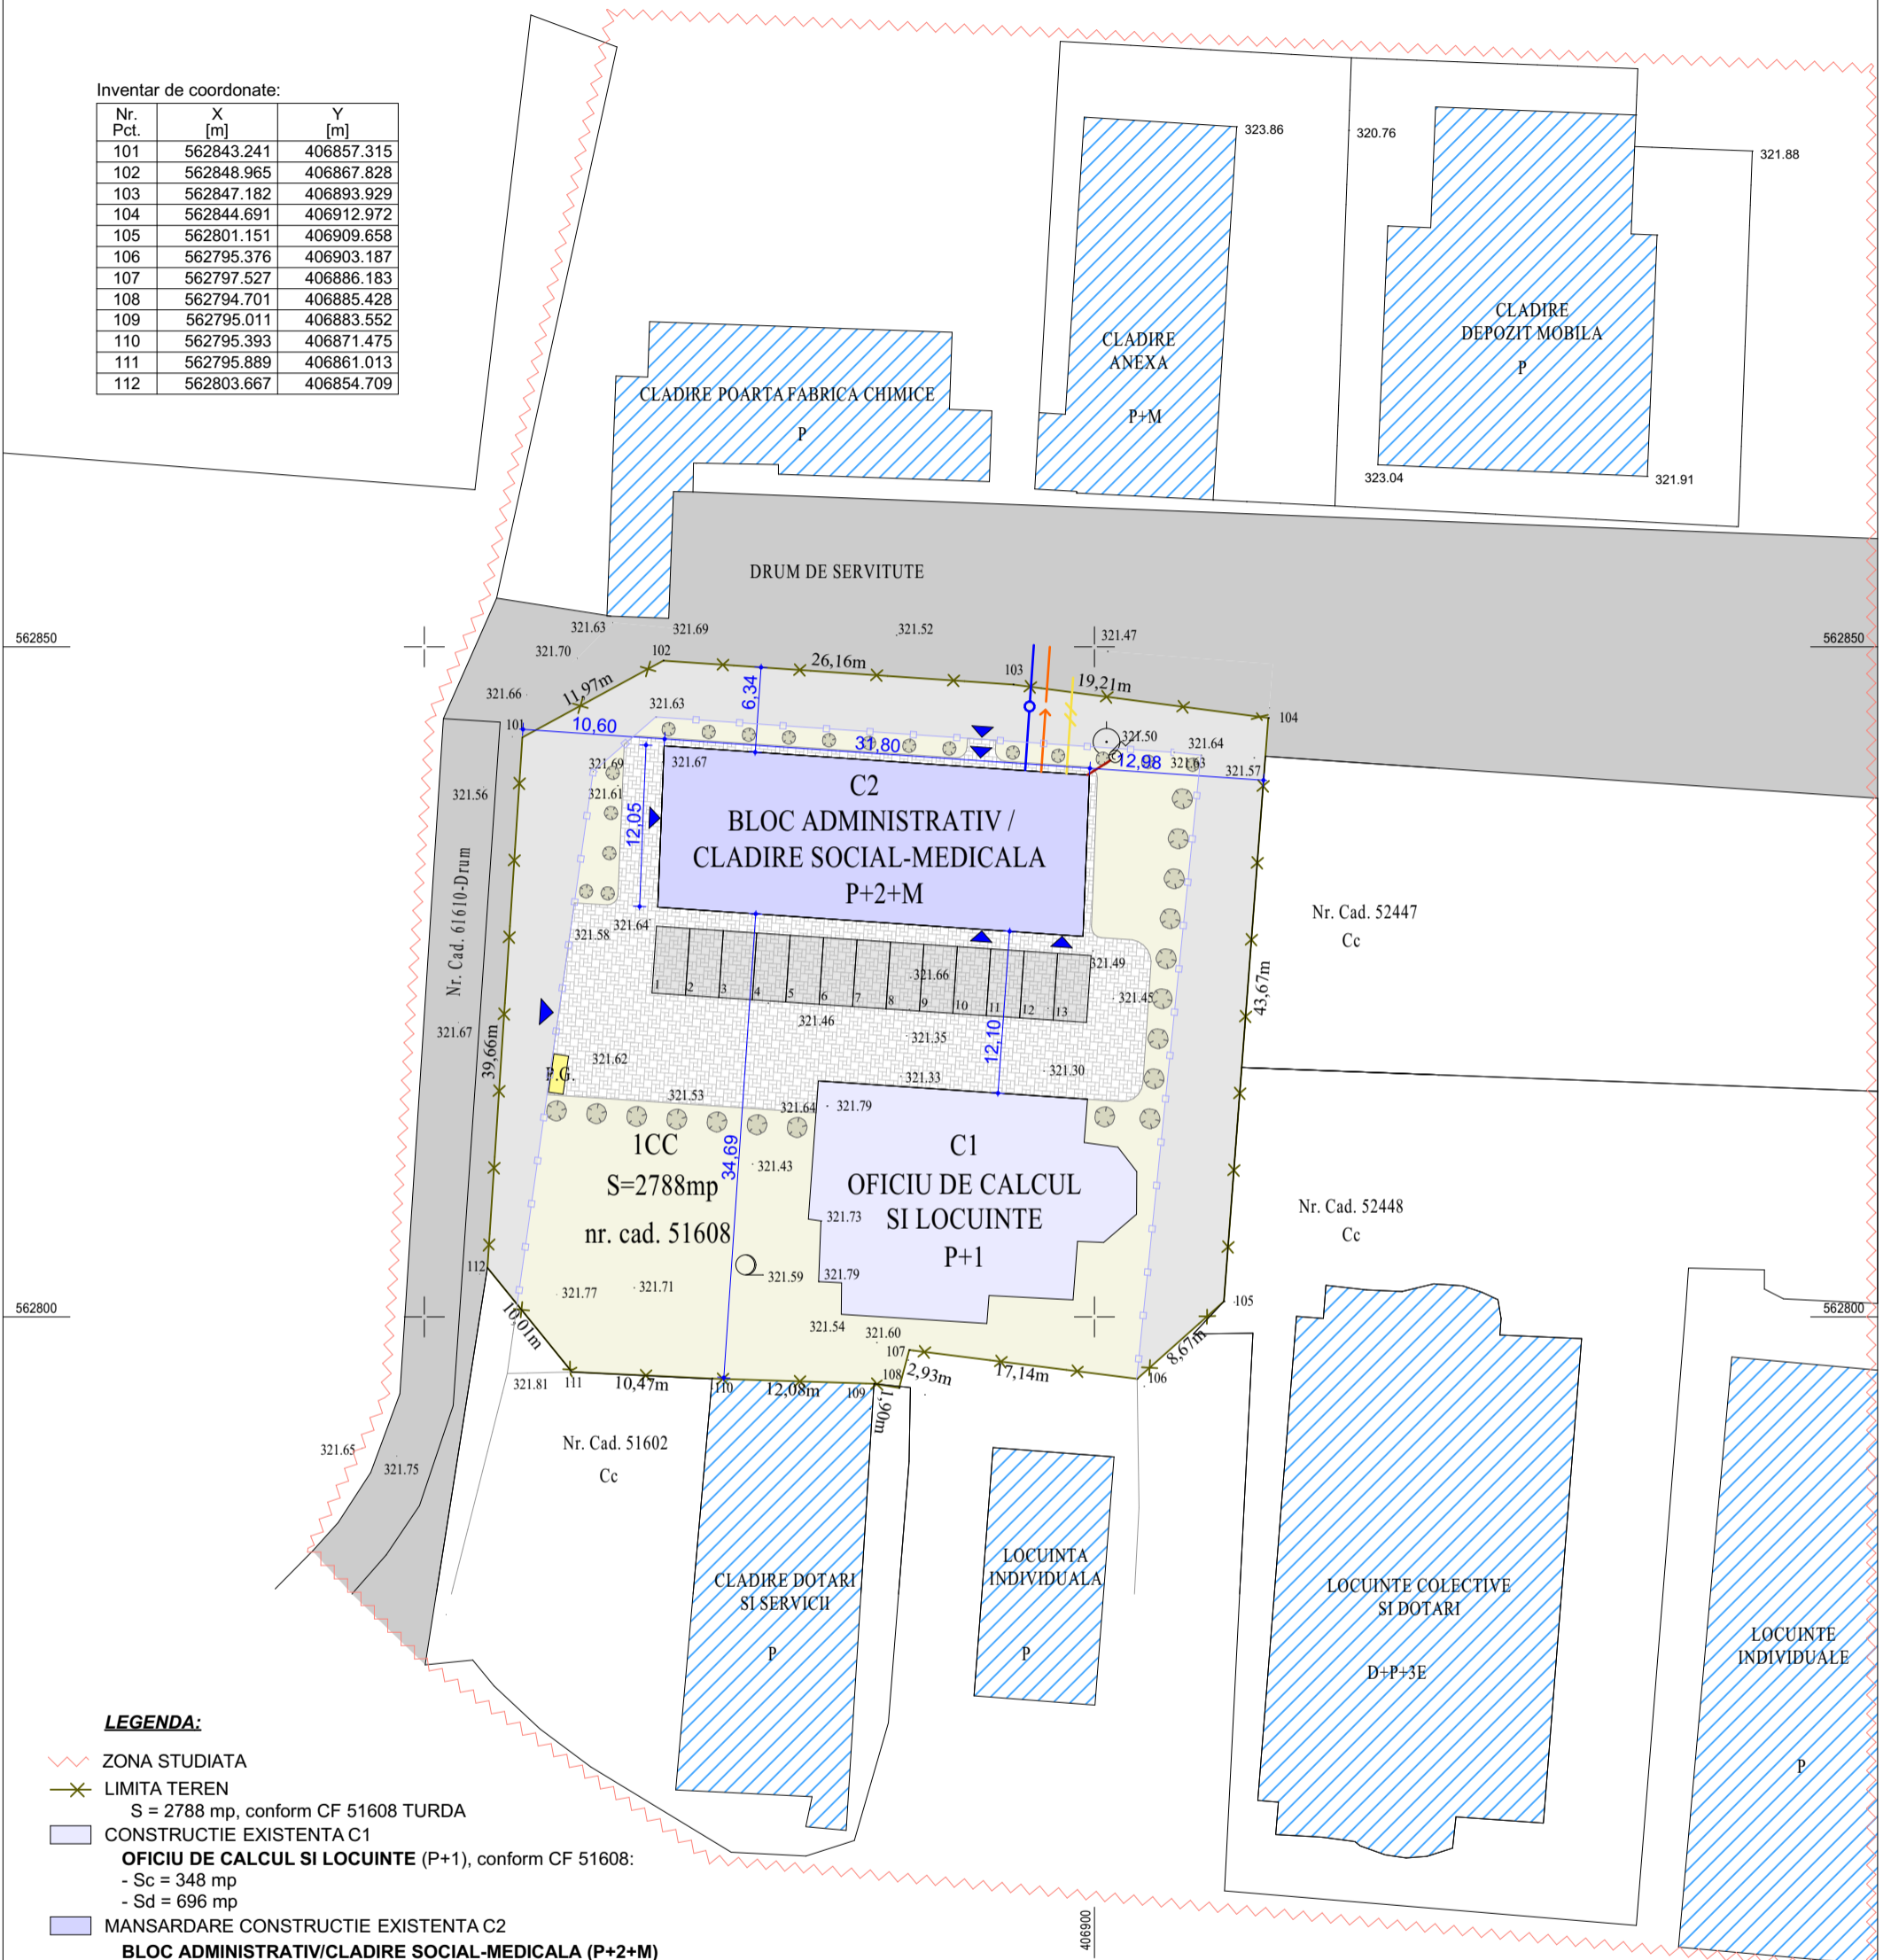 Inventar de coordonate:
Nr. Pct. X [m] Y [m]
101 562843.241 406857.315
102 562848.965 406867.828
103 562847.182 406893.929
104 562844.691 406912.972
105 562801.151 406909.658
106 562795.376 406903.187
107 562797.527 406886.183
108 562794.701 406885.428
109 562795.011 406883.552
110 562795.393 406871.475
111 562795.889 406861.013
112 562803.667 406854.709
323.86
320.76
321.88
CLADIRE
ANEXA
P+M
CLADIRE
DEPOZIT MOBILA
P
323.04
321.91
CLADIRE POARTA FABRICA CHIMICE
P
DRUM DE SERVITUTE
562850
562850
321.63
321.69
321.52
321.47
321.70
102
26,16m
103
19,21m
104
321.66
11,97m
101
10,60
321.63
6,34
31,80
321.50
321.64
12,98
321.63
321.57
321.69
321.67
321.61
321.56
12,05
C2
BLOC ADMINISTRATIV /
CLADIRE SOCIAL-MEDICALA
P+2+M
Nr. Cad. 61610-Drum
321.67
39,66m
321.64
321.58
321.66
321.49
321.45
1 2 3 4 5 6 7 8 9 10 11 12 13
321.46
321.35
12,10
321.33
321.30
321.62
P.G.
321.53
321.64
321.79
43,67m
Nr. Cad. 52447
Cc
1CC
S=2788mp
nr. cad. 51608
34,69
321.43
C1
OFICIU DE CALCUL
SI LOCUINTE
P+1
321.73
321.79
321.59
321.77
321.71
Nr. Cad. 52448
Cc
112
562800
562800
10,01m
321.54
321.60
105
8,67m
106
107
108
2,93m
17,14m
321.81
111
10,47m
110
12,08m
109
1,90m
321.65
321.75
Nr. Cad. 51602
Cc
CLADIRE DOTARI
SI SERVICII
P
LOCUINTA
INDIVIDUALA
P
LOCUINTE COLECTIVE
SI DOTARI
D+P+3E
LOCUINTE
INDIVIDUALE
P
406900
LEGENDA:
ZONA STUDIATA
LIMITA TEREN
S = 2788 mp, conform CF 51608 TURDA
CONSTRUCTIE EXISTENTA C1
OFICIU DE CALCUL SI LOCUINTE (P+1), conform CF 51608:
- Sc = 348 mp
- Sd = 696 mp
MANSARDARE CONSTRUCTIE EXISTENTA C2
BLOC ADMINISTRATIV/CLADIRE SOCIAL-MEDICALA (P+2+M)